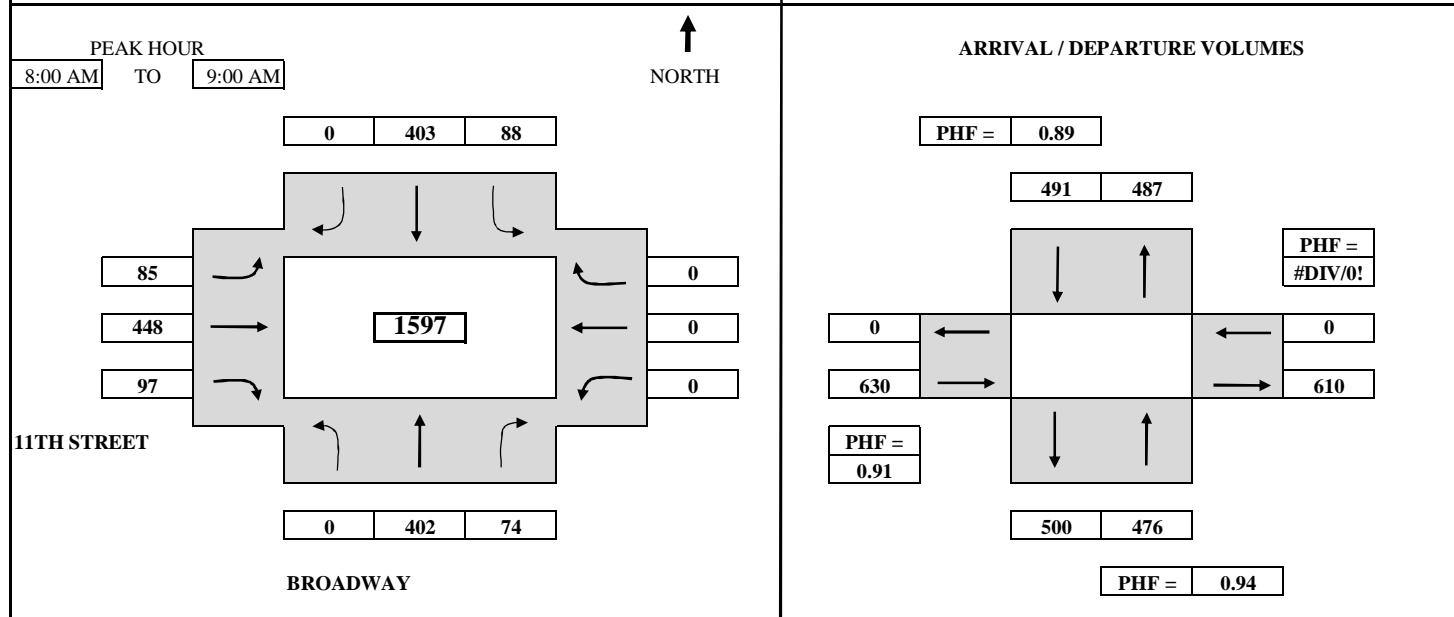 PEAK HOUR
8:00 AM TO 9:00 AM
NORTH
0 403 88
85
448
97
1597
0
0
0
11TH STREET
0 402 74
BROADWAY
ARRIVAL / DEPARTURE VOLUMES
PHF = 0.89
491 487
PHF =
#DIV/0!
0 0
630 610
PHF =
0.91
500 476
PHF = 0.94